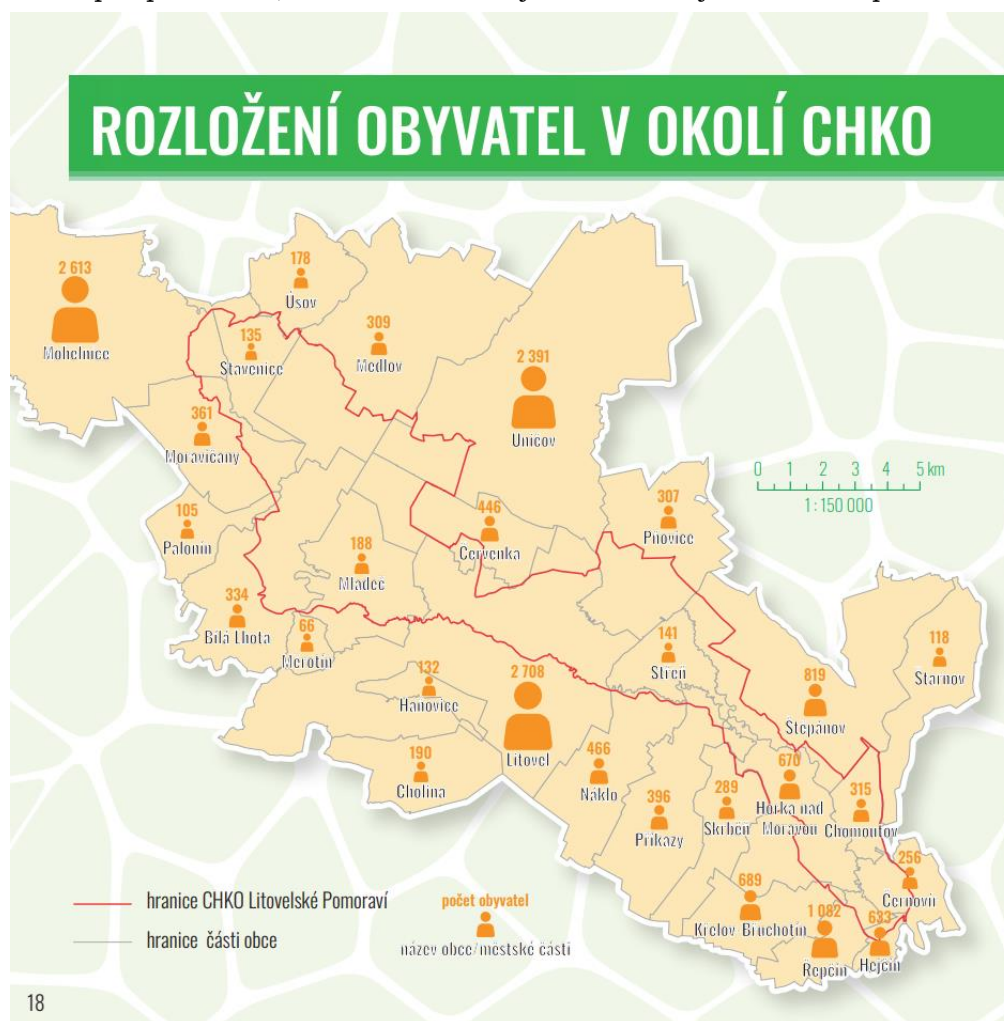 ROZLOŽENÍ OBYVATEL V OKOLÍ CHKO
178
Úsov
2 613
Mohelnice
309
Medlov
135
Stavenice
2 391
Uničov
361
Moravičany
0 1 2 3 4 5 km
1 : 150 000
307
Pňovice
105
Palonín
446
Červenka
188
Mladeč
334
Bílá Lhota
66
Měrotín
141
Střeň
118
Štarnov
132
Haňovice
2 708
Litovel
819
Štěpánov
190
Cholina
466
Náklo
396
Příkazy
289
Skrbeň
670
Horka nad
Moravou
315
Chomoutov
256
Černovír
689
Křelov-Bruchotín
1 082
Řepčín
633
Hejčín
hranice CHKO Litovelské Pomoraví
hranice části obce
počet obyvatel
název obce/městské části
18